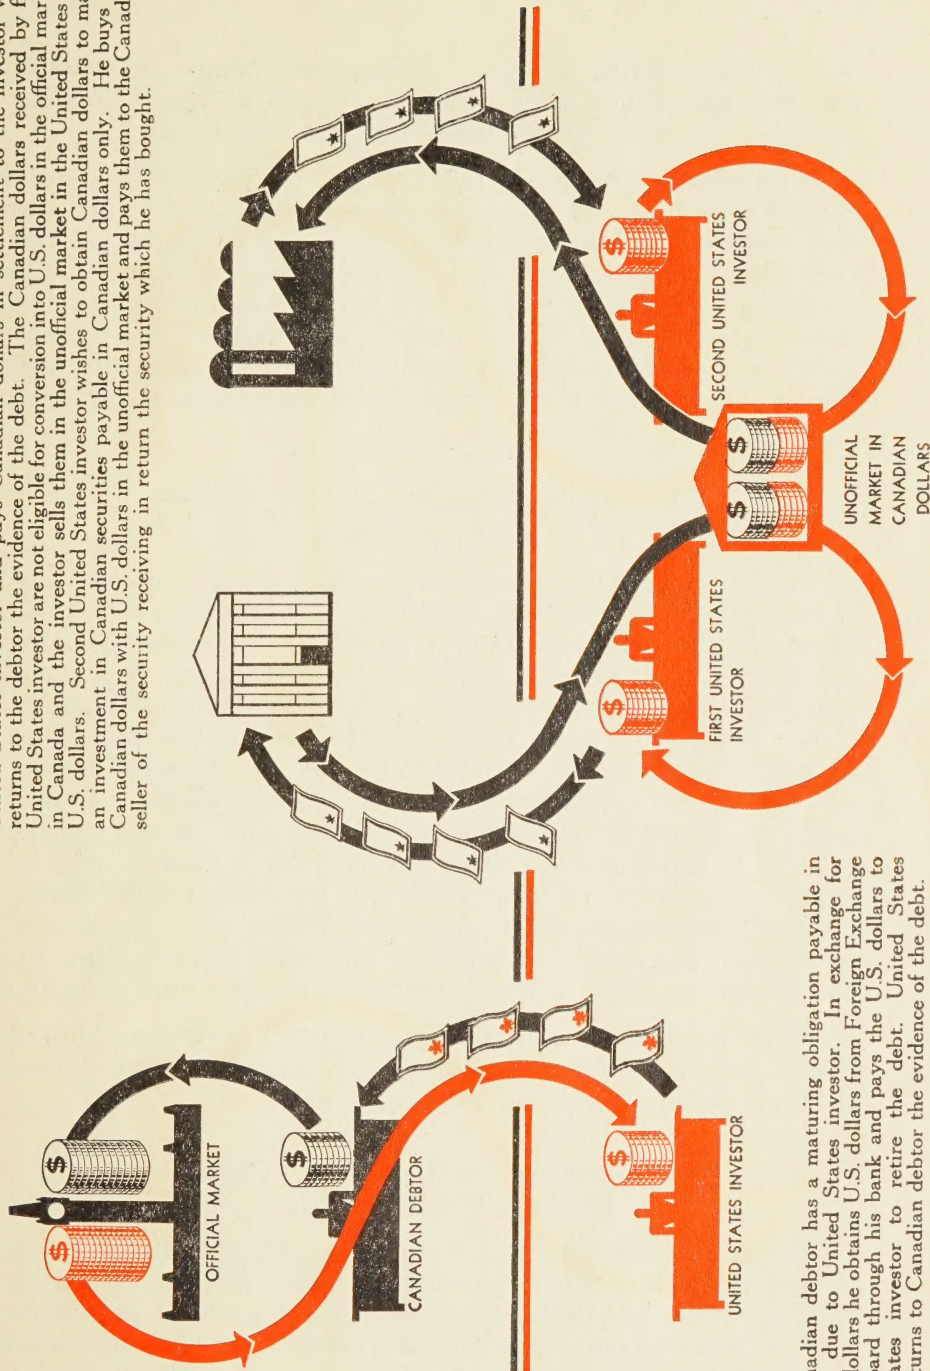 dollars in settlement to the investor
returns to the debtor the evidence of the debt. The Canadian dollars received by
United States investor are not eligible for conversion into U.S. dollars in the official
in Canada and the investor sells them in the unofficial market in the United States
U.S. dollars. Second United States investor wishes to obtain Canadian dollars to
an investment in Canadian securities payable in Canadian dollars only. He buys
Canadian dollars with U.S. dollars in the unofficial market and pays them to the
seller of the security receiving in return the security which he has bought.
OFFICIAL MARKET
CANADIAN DEBTOR
UNITED STATES INVESTOR
FIRST UNITED STATES
INVESTOR
SECOND UNITED STATES
INVESTOR
UNOFFICIAL
MARKET IN
CANADIAN
DOLLARS
debtor has a maturing obligation payable in
due to United States investor. In exchange for
he obtains U.S. dollars from Foreign Exchange
through his bank and pays the U.S. dollars to
investor to retire the debt. United States
to Canadian debtor the evidence of the debt.